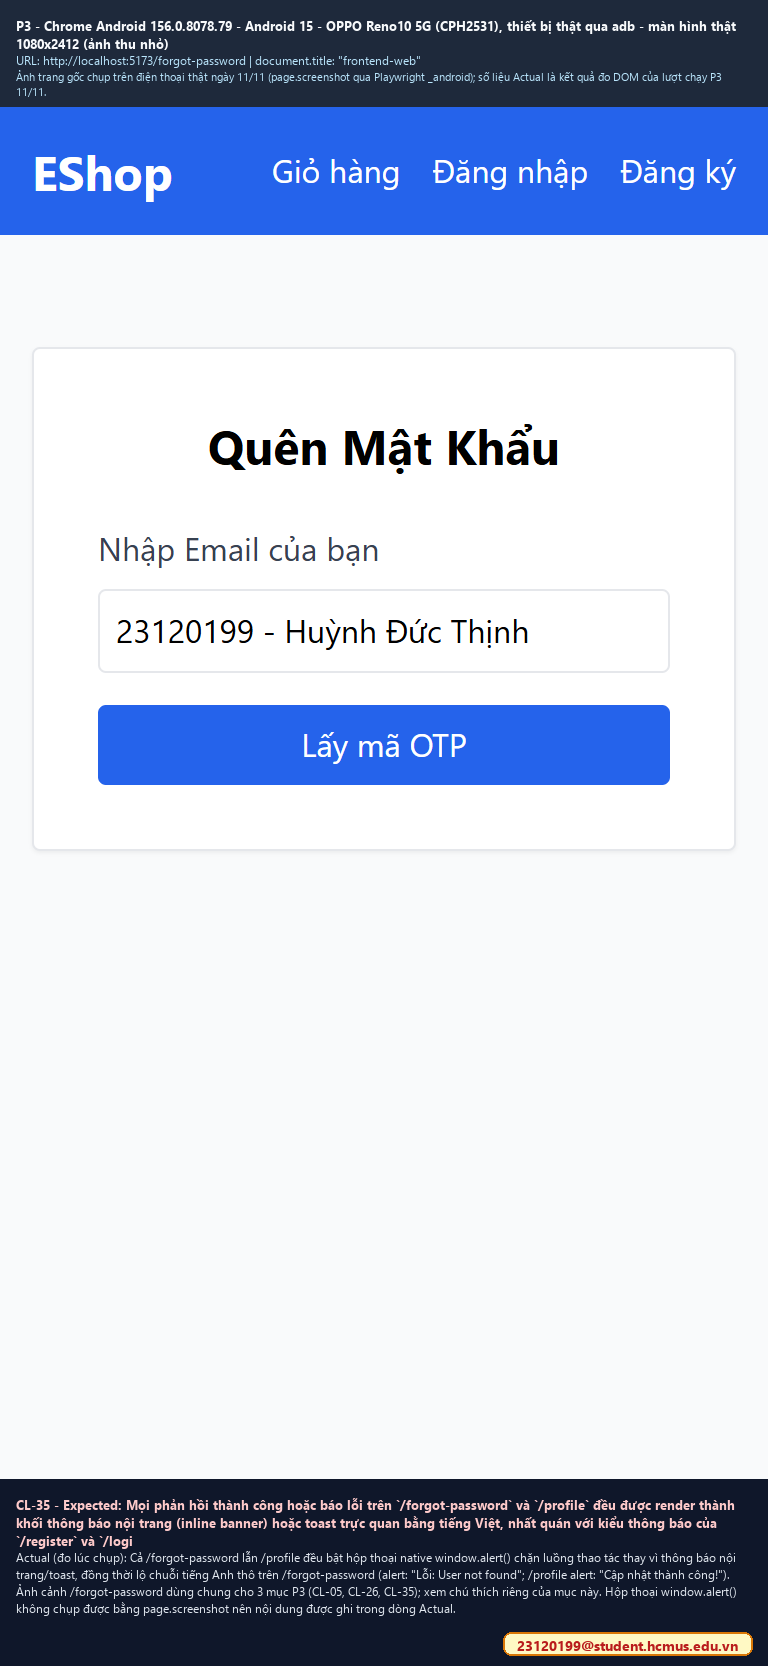 P3 - Chrome Android 156.0.8078.79 - Android 15 - OPPO Reno10 5G (CPH2531), thiết bị thật qua adb - màn hình thật
1080x2412 (ảnh thu nhỏ)
URL: http://localhost:5173/forgot-password | document.title: "frontend-web"
Ảnh trang gốc chụp trên điện thoại thật ngày 11/11 (page.screenshot qua Playwright _android); số liệu Actual là kết quả đo DOM của lượt chạy P3
11/11.
EShop
Giỏ hàng
Đăng nhập
Đăng ký
Quên Mật Khẩu
Nhập Email của bạn
23120199 - Huỳnh Đức Thịnh
Lấy mã OTP
CL-35 - Expected: Mọi phản hồi thành công hoặc báo lỗi trên `/forgot-password` và `/profile` đều được render thành
khối thông báo nội trang (inline banner) hoặc toast trực quan bằng tiếng Việt, nhất quán với kiểu thông báo của
`/register` và `/logi
Actual (đo lúc chụp): Cả /forgot-password lẫn /profile đều bật hộp thoại native window.alert() chặn luồng thao tác thay vì thông báo nội
trang/toast, đồng thời lộ chuỗi tiếng Anh thô trên /forgot-password (alert: "Lỗi: User not found"; /profile alert: "Cập nhật thành công!").
Ảnh cảnh /forgot-password dùng chung cho 3 mục P3 (CL-05, CL-26, CL-35); xem chú thích riêng của mục này. Hộp thoại window.alert()
không chụp được bằng page.screenshot nên nội dung được ghi trong dòng Actual.
23120199@student.hcmus.edu.vn